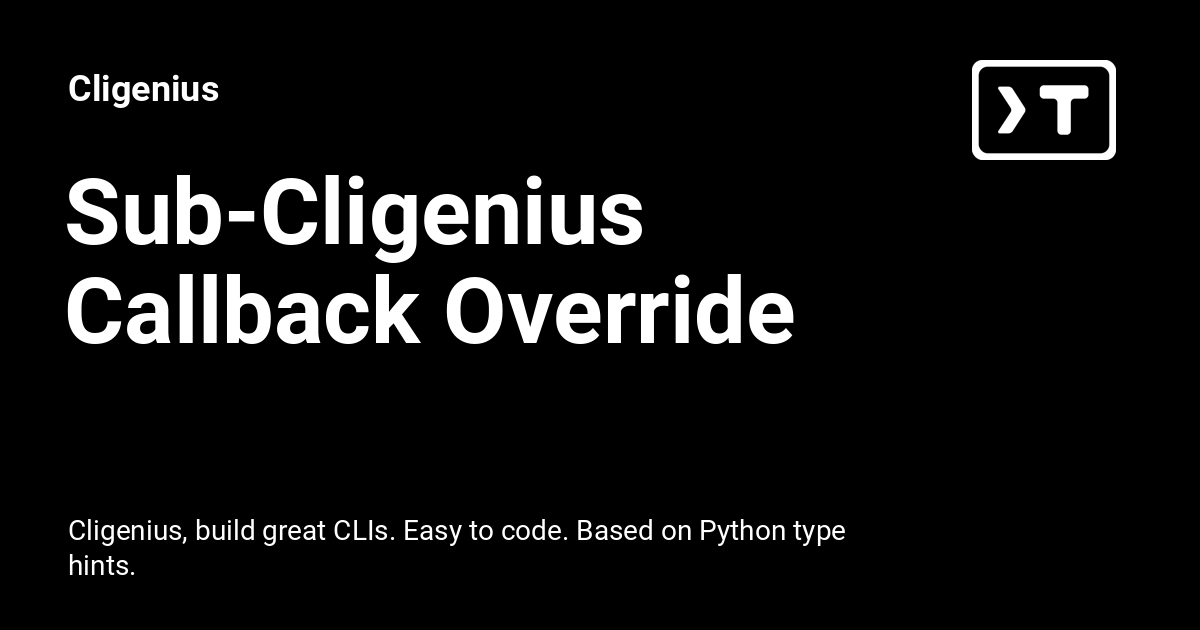 Cligenius
T
Sub-Cligenius
Callback Override
Cligenius, build great CLIs. Easy to code. Based on Python type
hints.